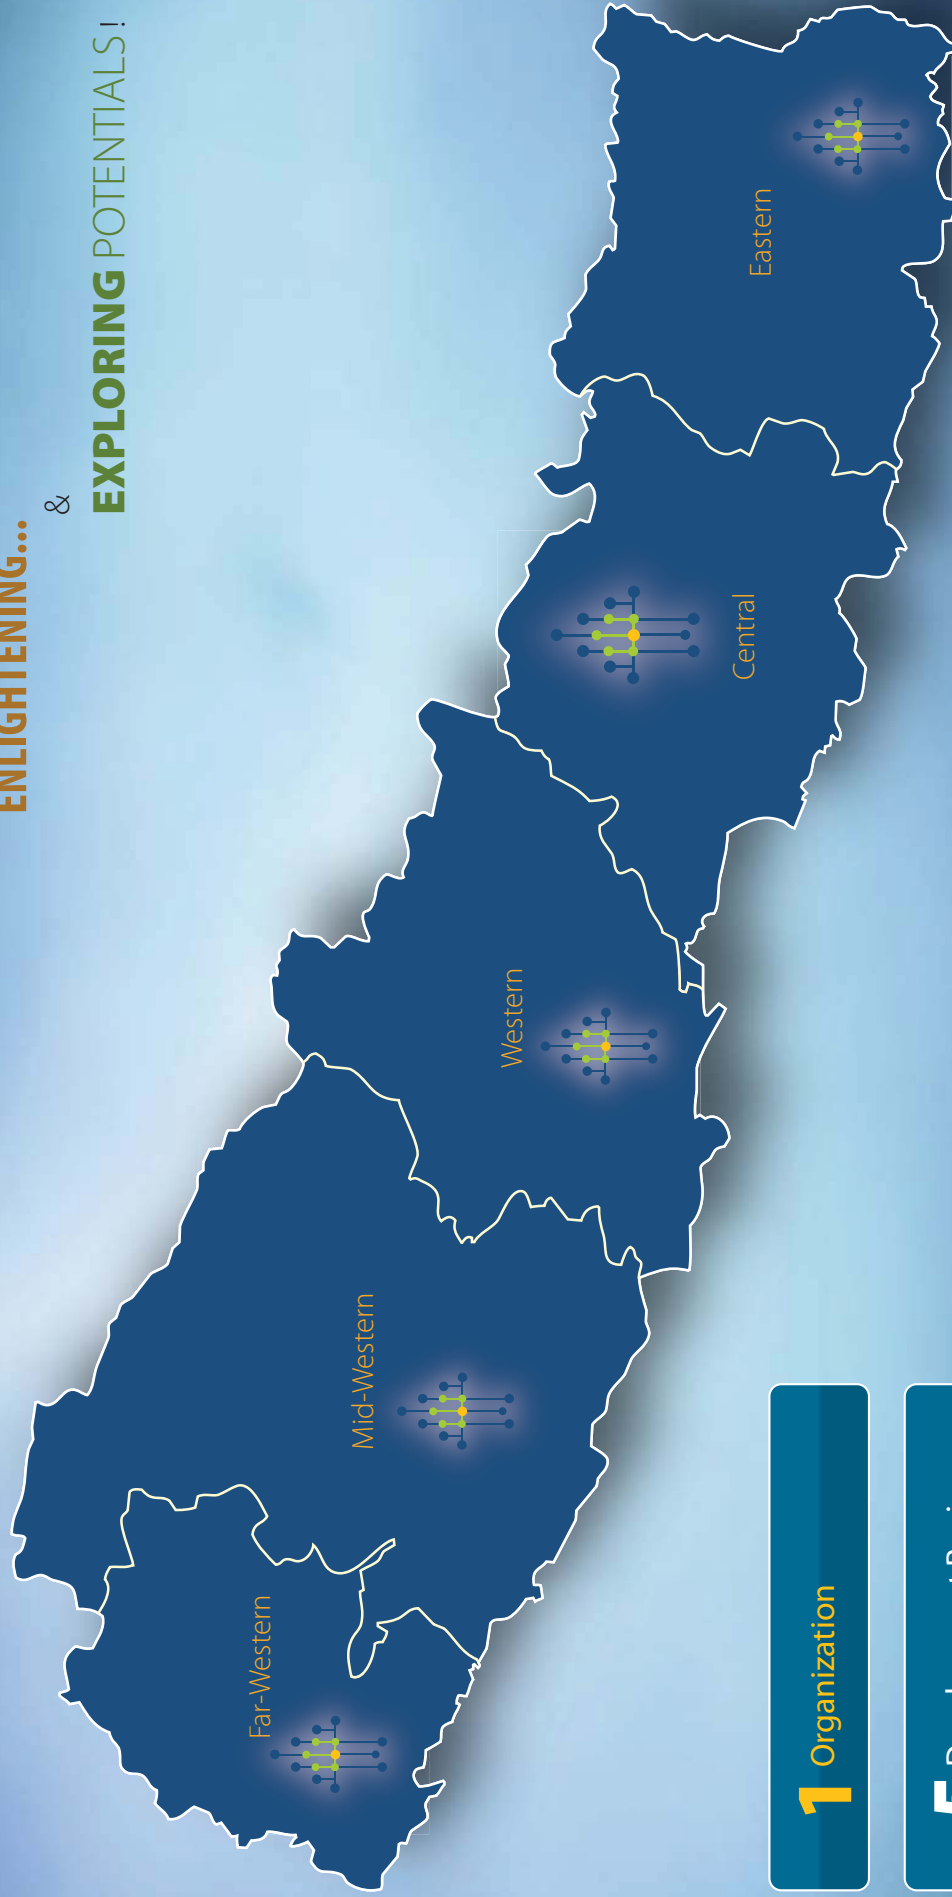 ENLIGHTENING...
&
EXPLORING POTENTIALS!
Far-Western
Mid-Western
Western
Central
Eastern
1 Organization